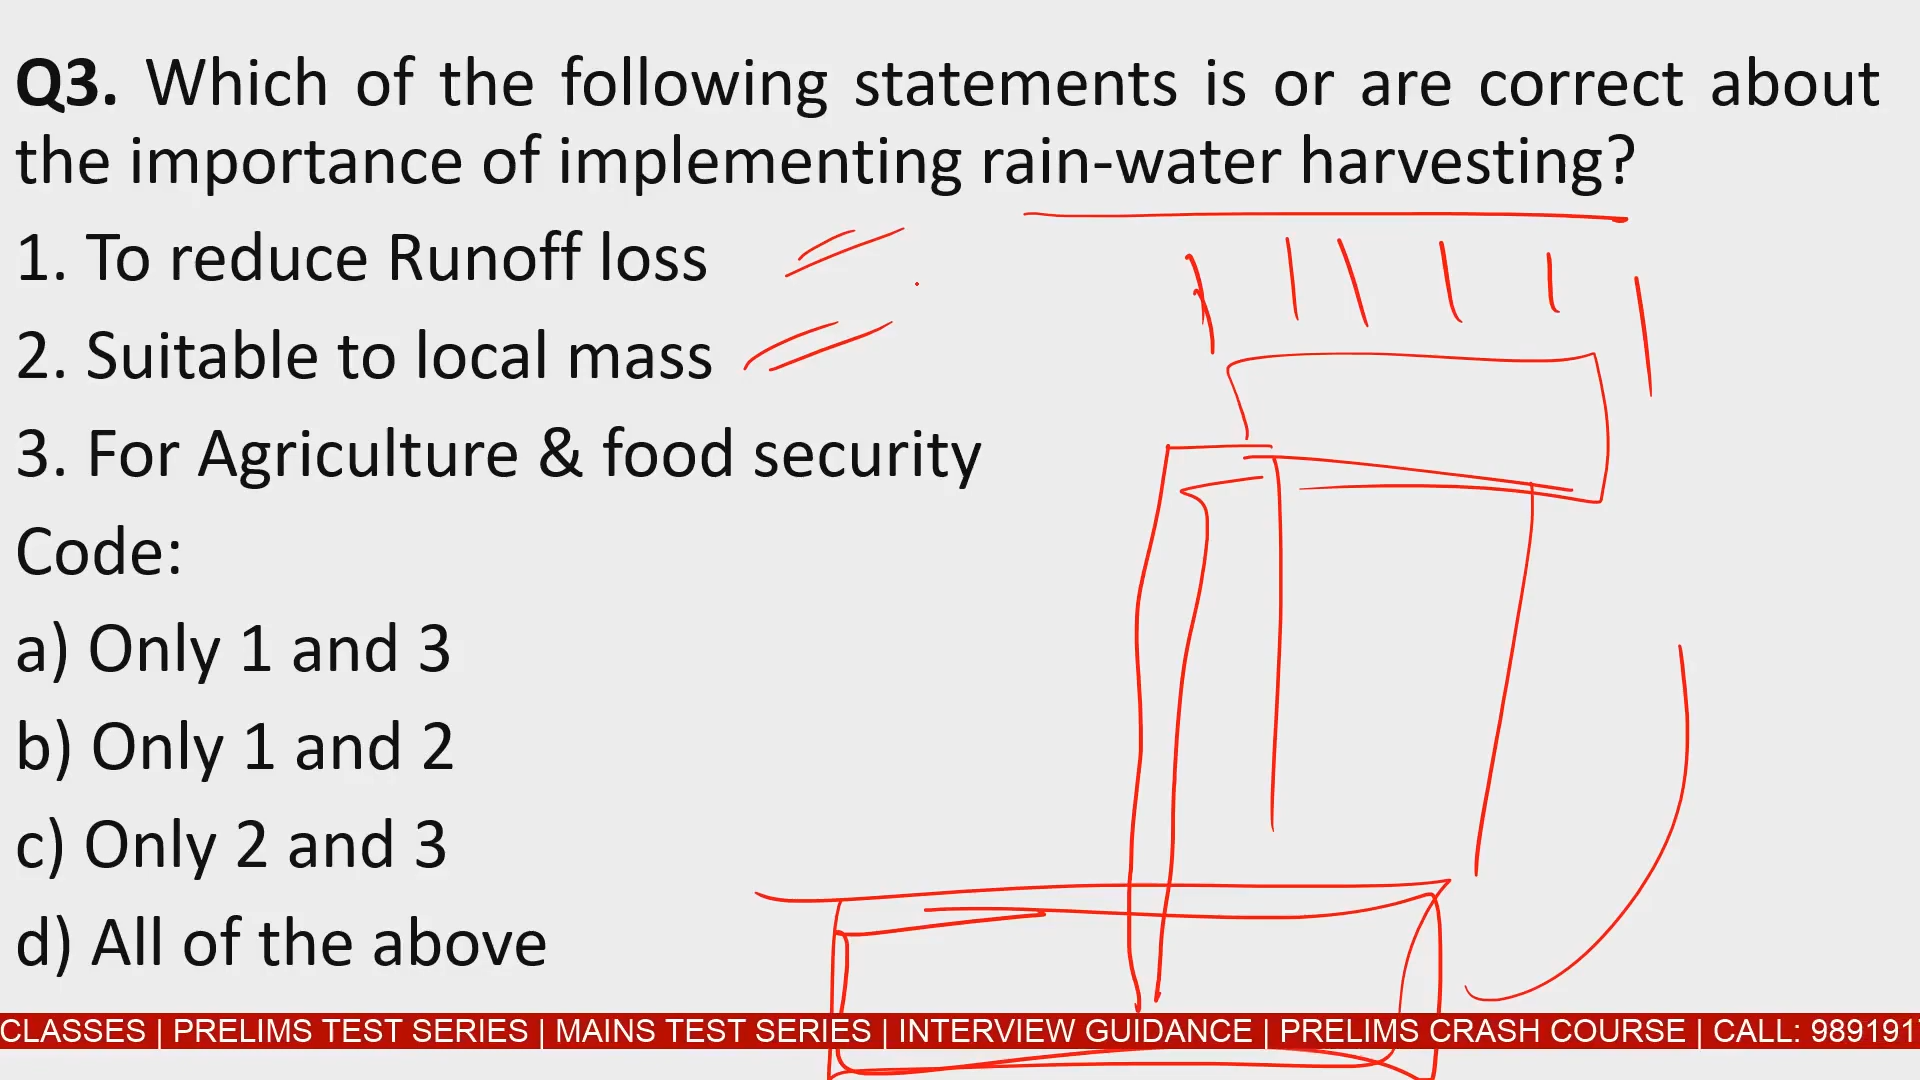 Q3. Which of the following statements is or are correct about
the importance of implementing rain-water harvesting?
1. To reduce Runoff loss
2. Suitable to local mass
3. For Agriculture & food security
Code:
a) Only 1 and 3
b) Only 1 and 2
c) Only 2 and 3
d) All of the above
CLASSES | PRELIMS TEST SERIES | MAINS TEST SERIES | INTERVIEW GUIDANCE | PRELIMS CRASH COURSE | CALL: 989191